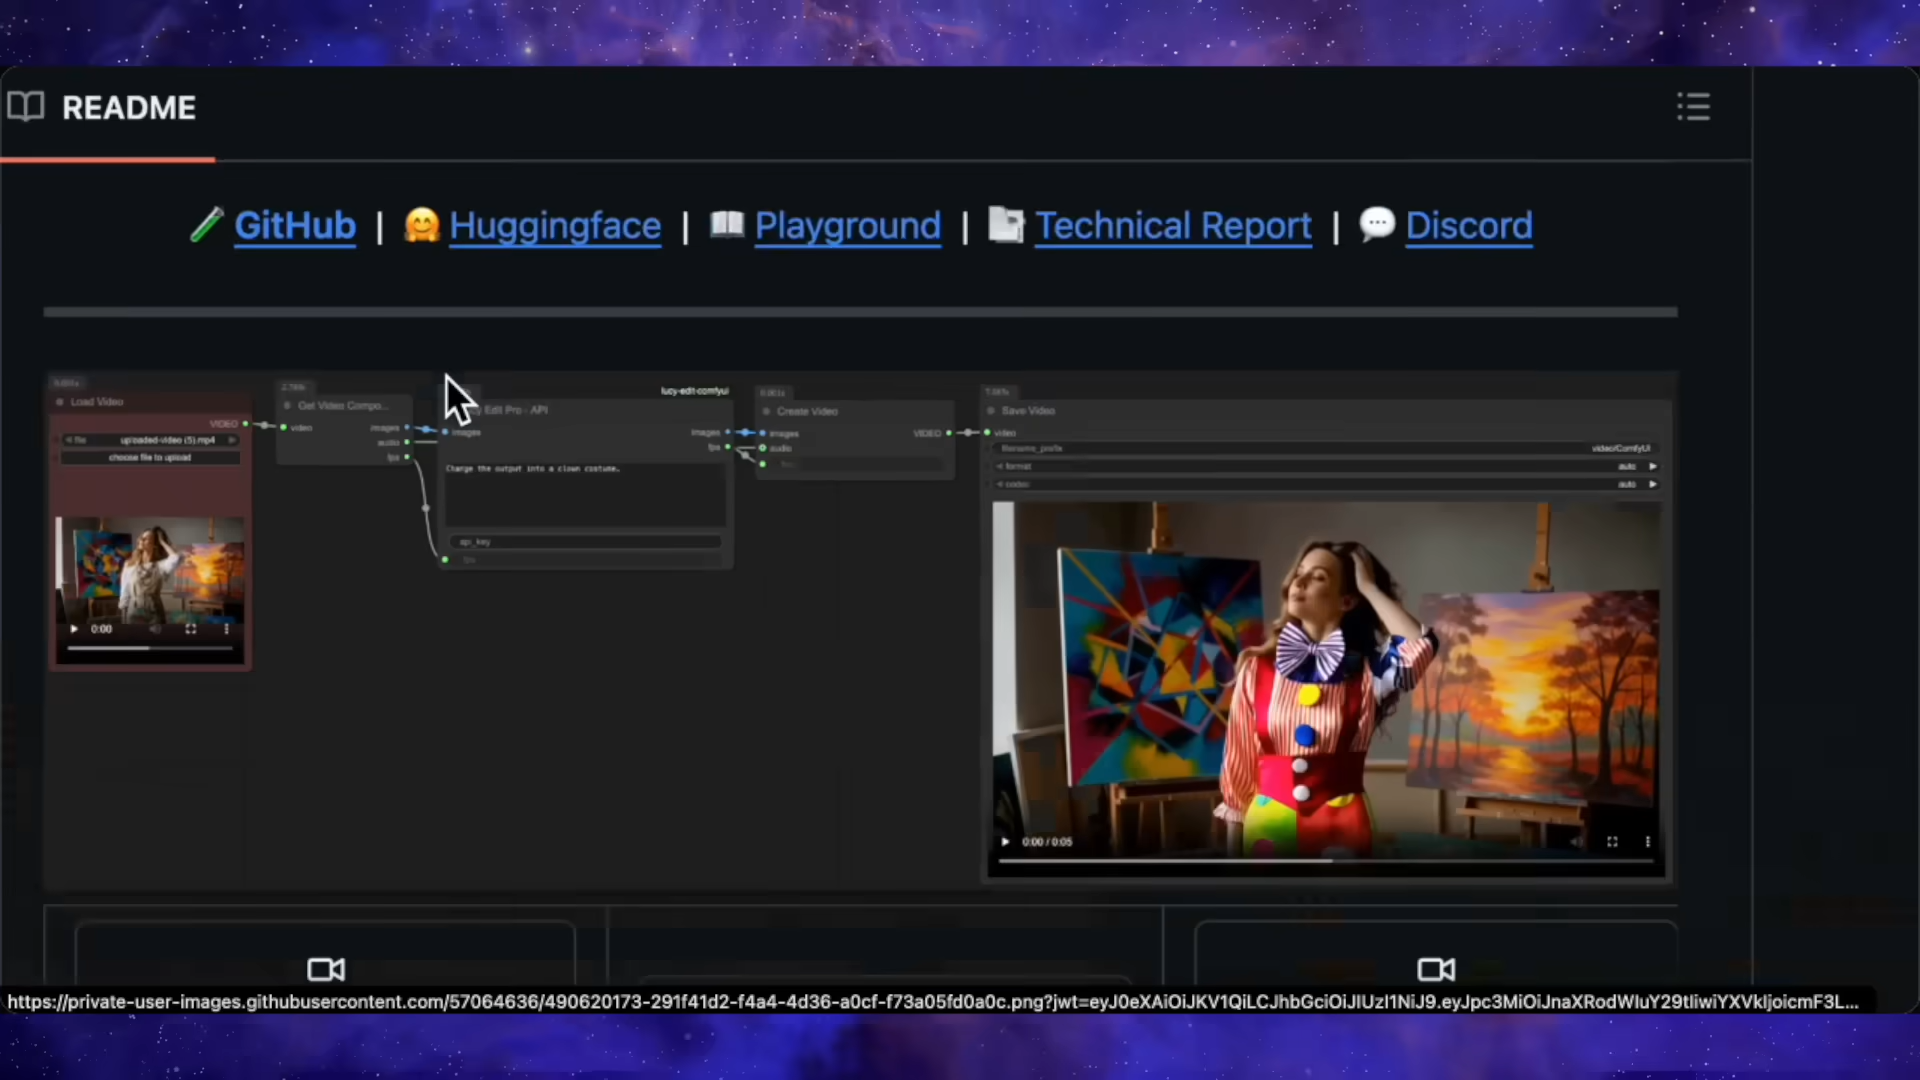 README
GitHub | Huggingface | Playground | Technical Report | Discord
Load Video
VIDEO
file uploaded-video (5).mp4
choose file to upload
0:00
Get Video Compo...
video images
audio
fps
lucy-edit-comfyui
Edit Pro - API
images images
fps
Change the output into a clown costume.
api_key
fps
Create Video
images VIDEO
audio
Save Video
video
filename_prefix video/ComfyUI
format auto
codec auto
0:00 / 0:05
https://private-user-images.githubusercontent.com/57064636/490620173-291f41d2-f4a4-4d36-a0cf-f73a05fd0a0c.png?jwt=eyJ0eXAiOiJKV1QiLCJhbGciOiJIUzI1NiJ9.eyJpc3MiOiJnaXRodWIuY29tIiwiYXVkIjoicmF3L...